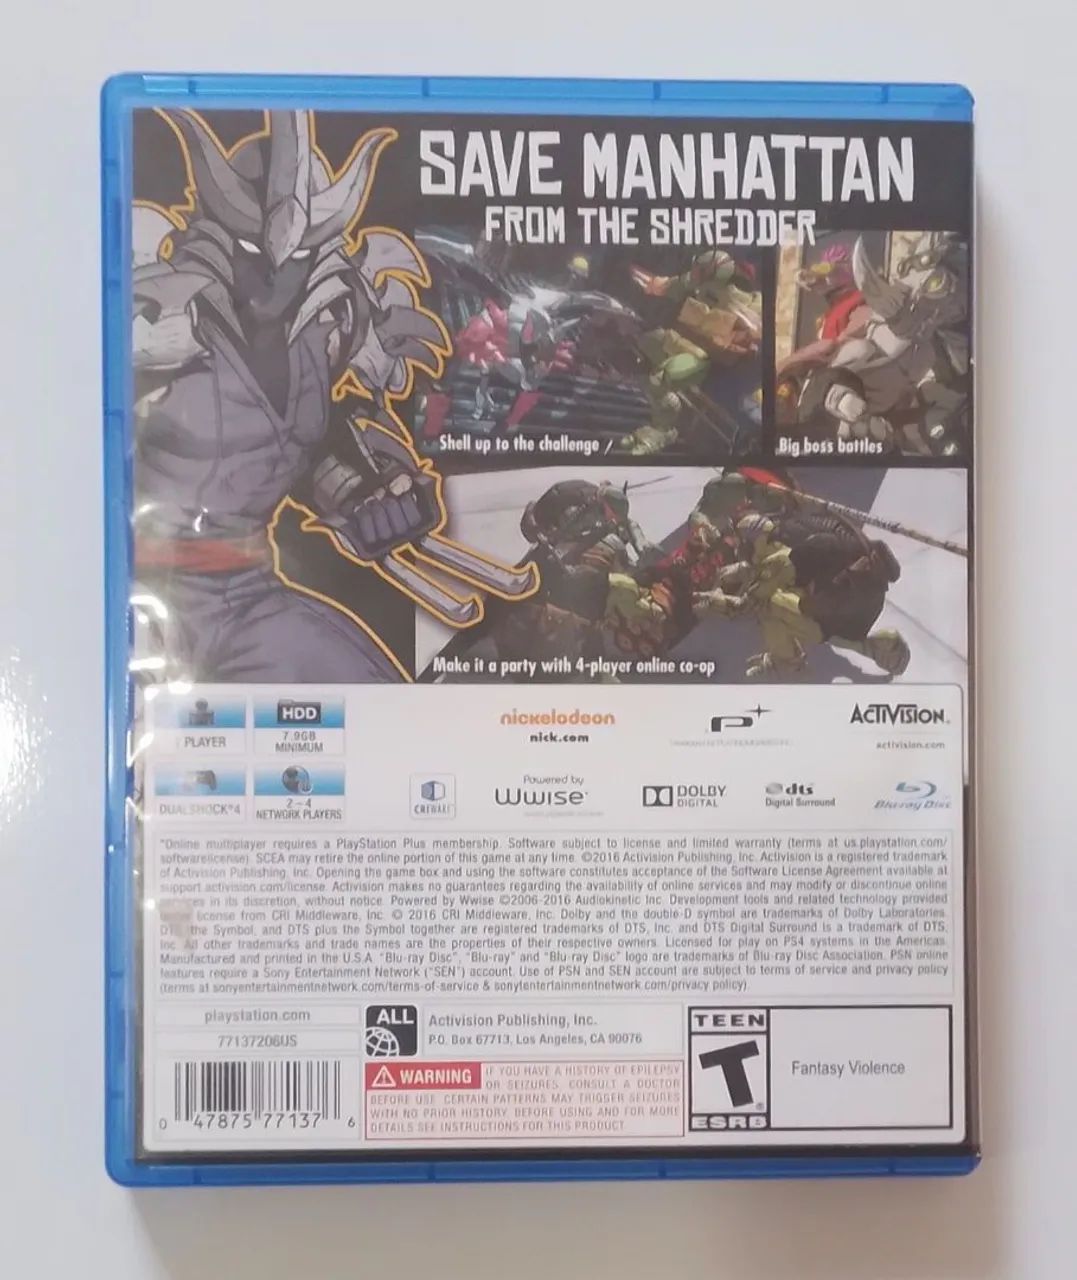 SAVE MANHATTAN
FROM THE SHREDDER
Shell up to the challenge
Big boss battles
Make it a party with 4-player online co-op
PLAYER
HDD
7.9GB
MINIMUM
DUALSHOCK®4
2-4
NETWORK PLAYERS
nickelodeon
nick.com
P+
ACTIVISION®
activision.com
CRIWARE
Powered by
Wwise
DOLBY
DIGITAL
dts
Digital Surround
Blu-ray Disc
*Online multiplayer requires a PlayStation Plus membership. Software subject to license and limited warranty (terms at us.playstation.com/
softwarelicense). SCEA may retire the online portion of this game at any time. ©2016 Activision Publishing, Inc. Activision is a registered trademark
of Activision Publishing, Inc. Opening the game box and using the software constitutes acceptance of the Software License Agreement available at
support.activision.com/license. Activision makes no guarantees regarding the availability of online services and may modify or discontinue online
services in its discretion, without notice. Powered by Wwise ©2006-2016 Audiokinetic Inc. Development tools and related technology provided
under license from CRI Middleware, Inc. © 2016 CRI Middleware, Inc. Dolby and the double-D symbol are trademarks of Dolby Laboratories.
DTS, the Symbol, and DTS plus the Symbol together are registered trademarks of DTS, Inc. and DTS Digital Surround is a trademark of DTS,
Inc. All other trademarks and trade names are the properties of their respective owners. Licensed for play on PS4 systems in the Americas.
Manufactured and printed in the U.S.A. "Blu-ray Disc", "Blu-ray" and "Blu-ray Disc" logo are trademarks of Blu-ray Disc Association. PSN online
features require a Sony Entertainment Network ("SEN") account. Use of PSN and SEN account are subject to terms of service and privacy policy
(terms at sonyentertainmentnetwork.com/terms-of-service & sonytentertainmentnetwork.com/privacy policy).
playstation.com
77137206US
0 47875 77137 6
ALL
Activision Publishing, Inc.
P.O. Box 67713, Los Angeles, CA 90076
WARNING IF YOU HAVE A HISTORY OF EPILEPSY
OR SEIZURES, CONSULT A DOCTOR
BEFORE USE. CERTAIN PATTERNS MAY TRIGGER SEIZURES
WITH NO PRIOR HISTORY. BEFORE USING AND FOR MORE
DETAILS SEE INSTRUCTIONS FOR THIS PRODUCT.
TEEN
T
ESRB
Fantasy Violence